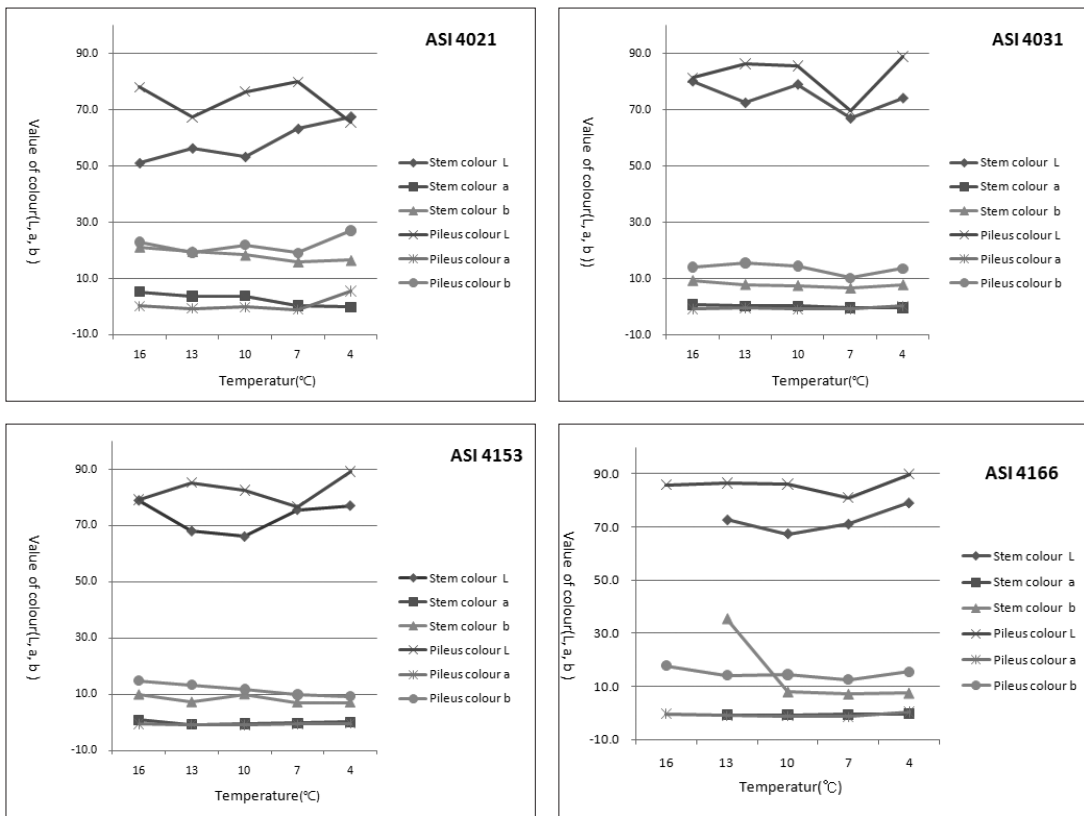 ASI 4021
90.0
70.0
50.0
30.0
10.0
-10.0
Value of colour(L, a, b )
16 13 10 7 4
Temperatur(℃)
Stem colour L
Stem colour a
Stem colour b
Pileus colour L
Pileus colour a
Pileus colour b
ASI 4031
90.0
70.0
50.0
30.0
10.0
-10.0
Value of colour(L, a, b ))
16 13 10 7 4
Temperatur(℃)
Stem colour L
Stem colour a
Stem colour b
Pileus colour L
Pileus colour a
Pileus colour b
ASI 4153
90.0
70.0
50.0
30.0
10.0
-10.0
Value of colour(L, a, b )
16 13 10 7 4
Temperature(℃)
Stem colour L
Stem colour a
Stem colour b
Pileus colour L
Pileus colour a
Pileus colour b
ASI 4166
90.0
70.0
50.0
30.0
10.0
-10.0
Value of colour(L, a, b )
16 13 10 7 4
Temperatur(℃)
Stem colour L
Stem colour a
Stem colour b
Pileus colour L
Pileus colour a
Pileus colour b